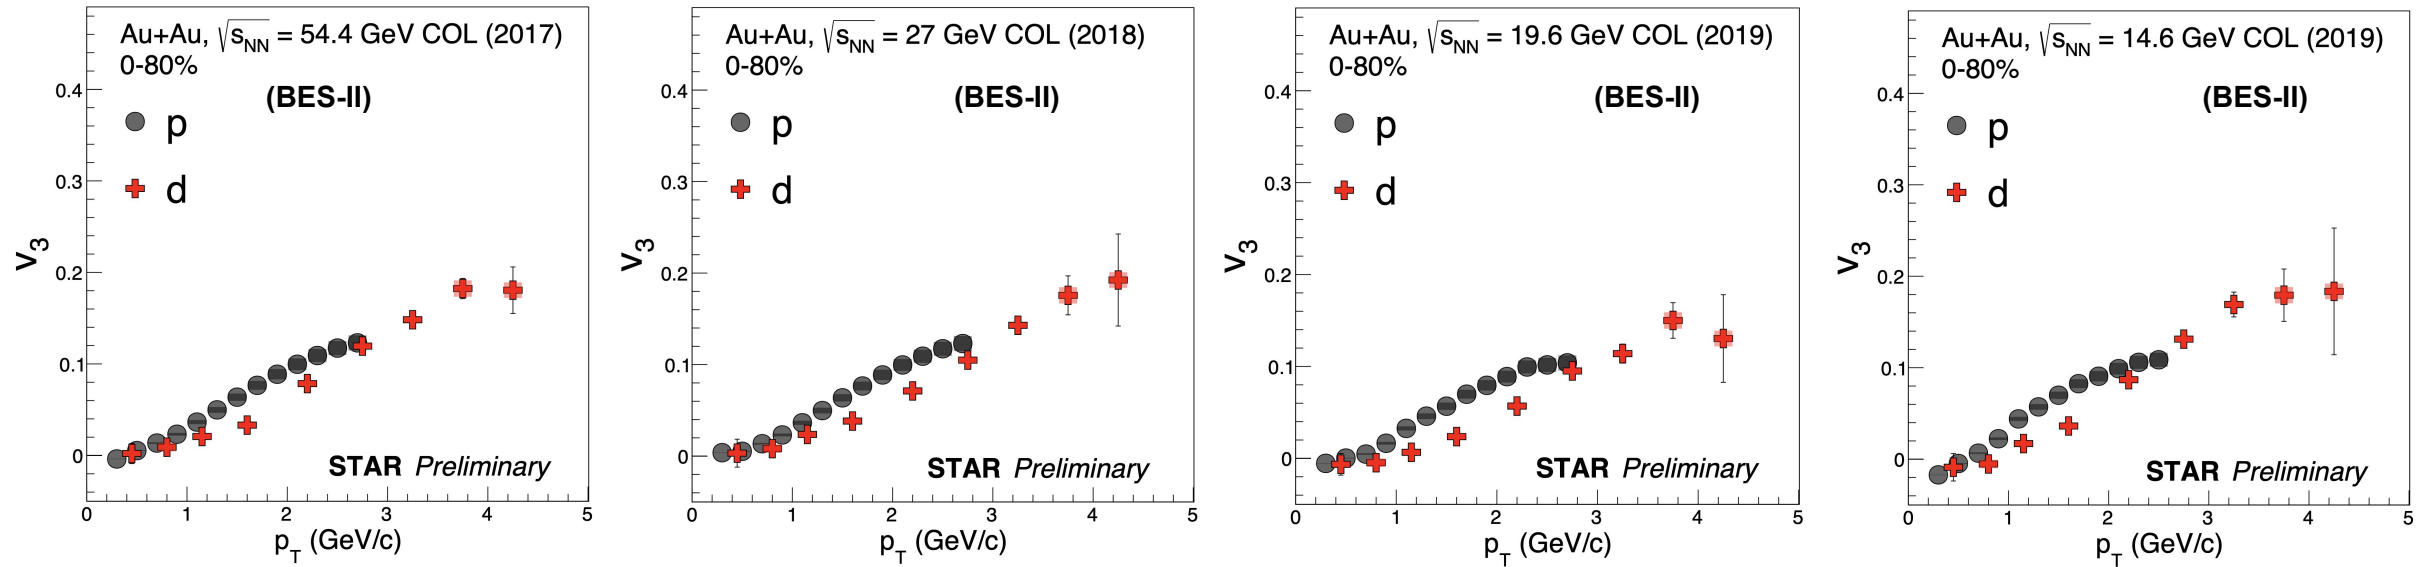 Au+Au, √sNN = 54.4 GeV COL (2017)
0-80%
(BES-II)
p
d
v3
0.4
0.3
0.2
0.1
0
STAR Preliminary
0 1 2 3 4 5
pT (GeV/c)
Au+Au, √sNN = 27 GeV COL (2018)
0-80%
(BES-II)
p
d
v3
0.4
0.3
0.2
0.1
0
STAR Preliminary
0 1 2 3 4 5
pT (GeV/c)
Au+Au, √sNN = 19.6 GeV COL (2019)
0-80%
(BES-II)
p
d
v3
0.4
0.3
0.2
0.1
0
STAR Preliminary
0 1 2 3 4 5
pT (GeV/c)
Au+Au, √sNN = 14.6 GeV COL (2019)
0-80%
(BES-II)
p
d
v3
0.4
0.3
0.2
0.1
0
STAR Preliminary
0 1 2 3 4 5
pT (GeV/c)